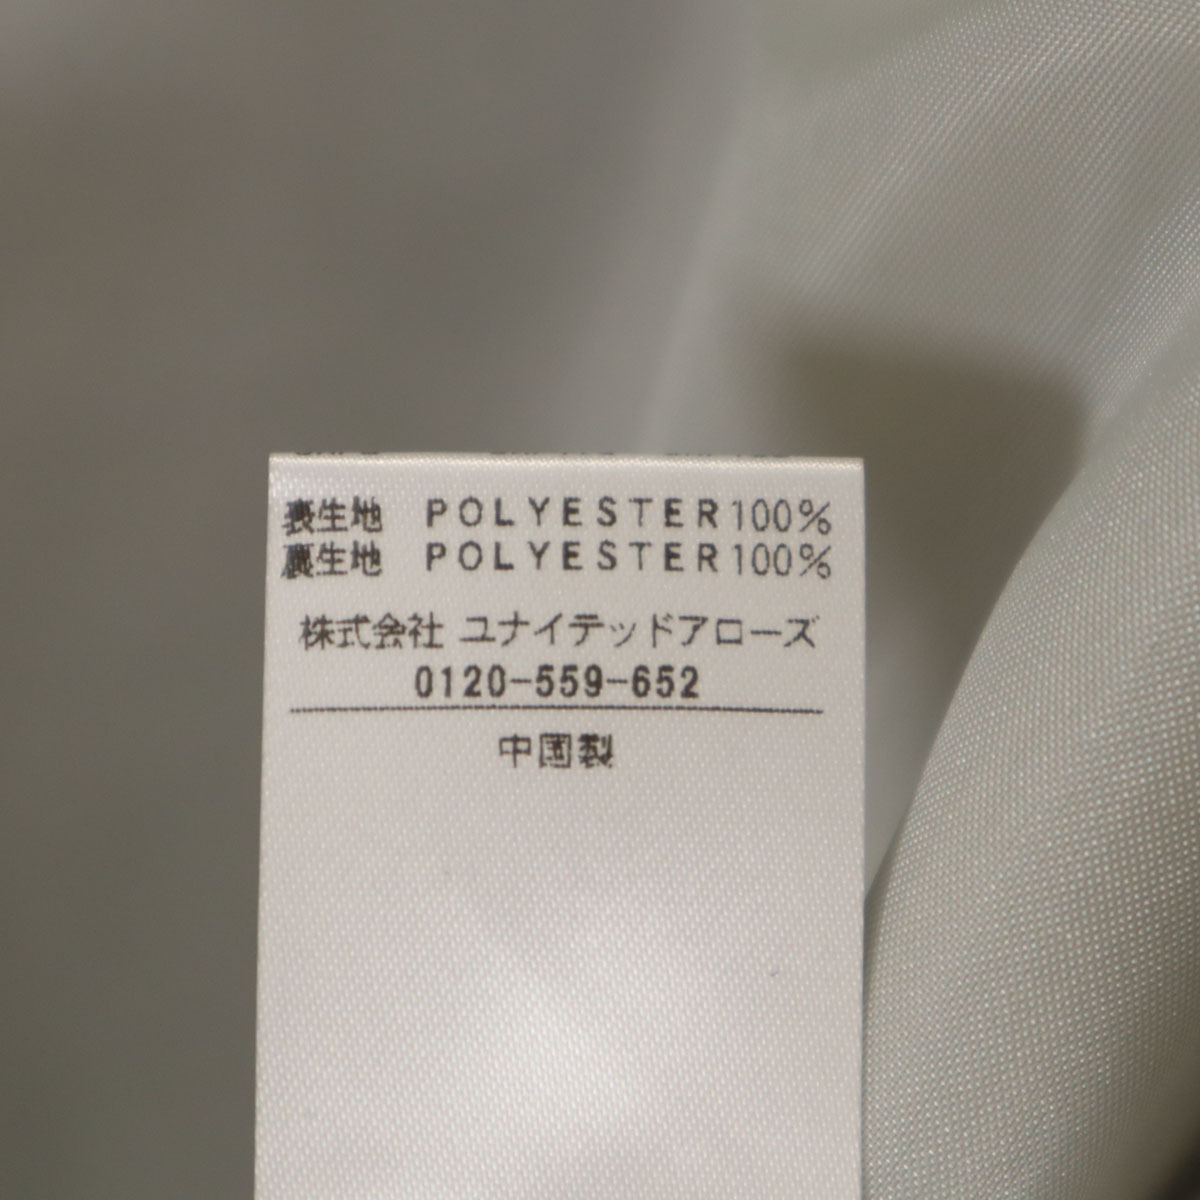 表生地 POLYESTER100%
裏生地 POLYESTER100%
株式会社 ユナイテッドアローズ
0120-559-652
中国製